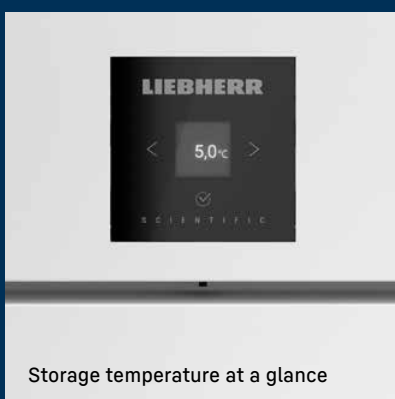 LIEBHERR
< 5,0°C >
SCIENTIFIC
Storage temperature at a glance